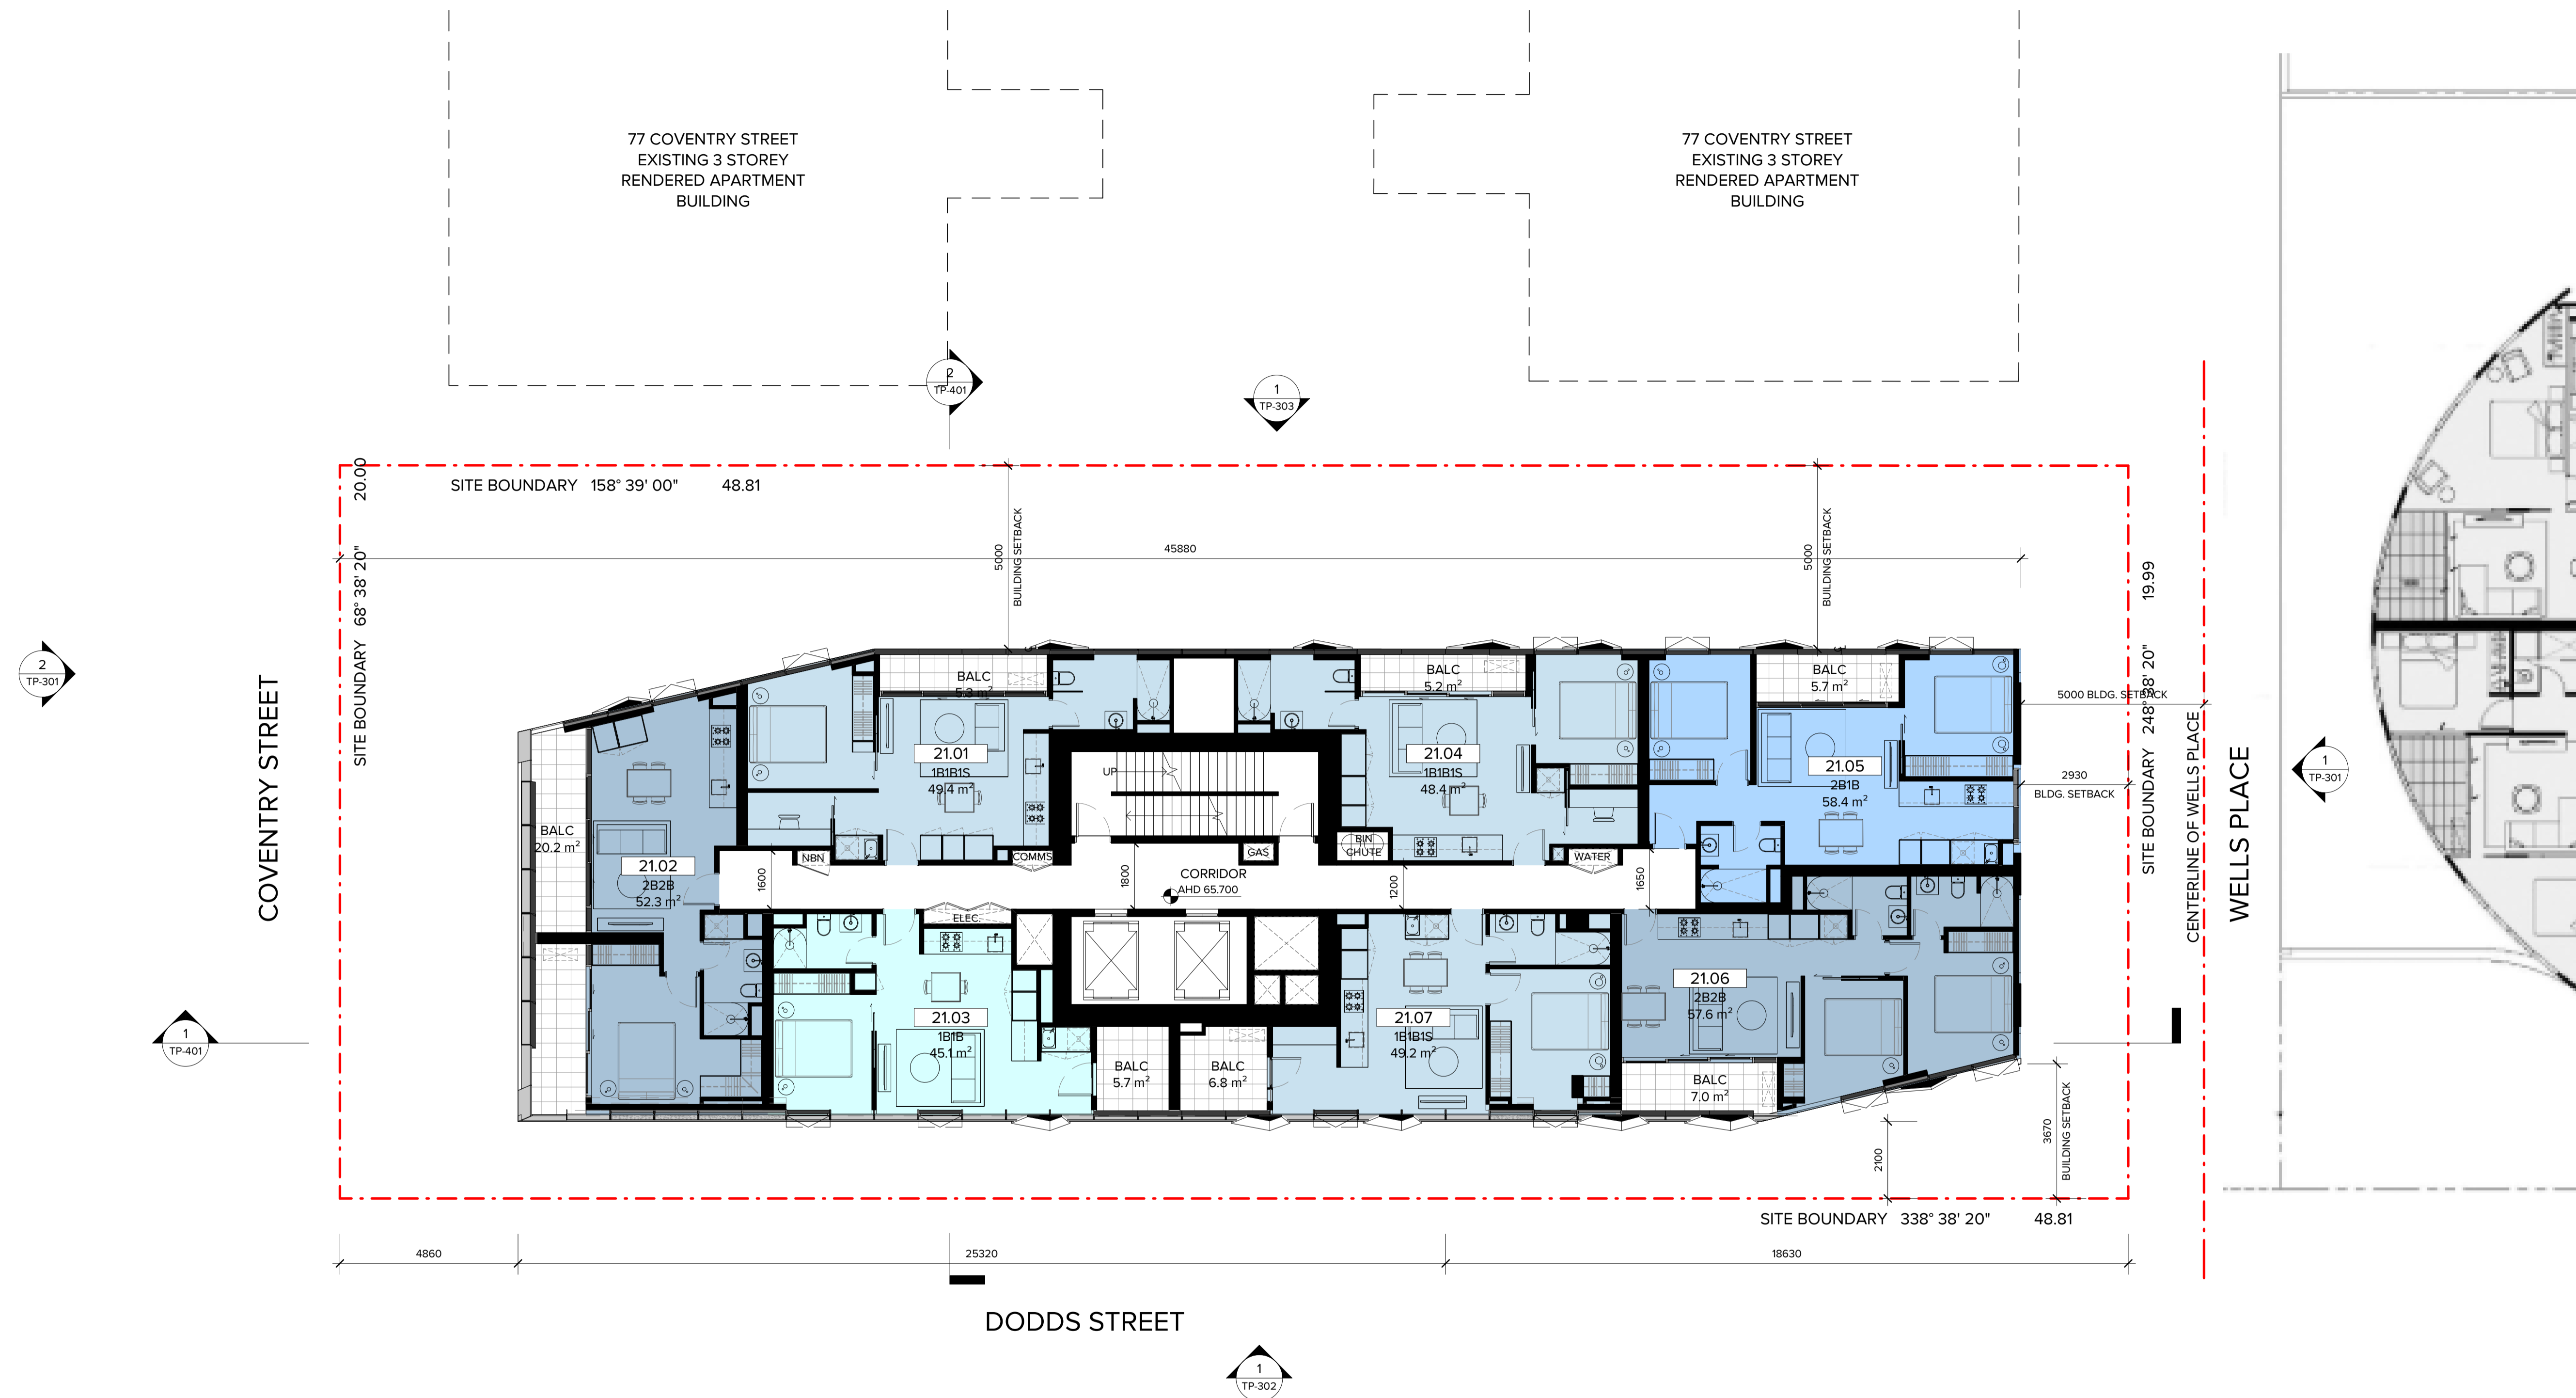 77 COVENTRY STREET
EXISTING 3 STOREY
RENDERED APARTMENT
BUILDING
77 COVENTRY STREET
EXISTING 3 STOREY
RENDERED APARTMENT
BUILDING
2
TP-401
1
TP-303
SITE BOUNDARY 158° 39' 00" 48.81
SITE BOUNDARY 68° 38' 20" 20.00
45880
5000
BUILDING SETBACK
5000
BUILDING SETBACK
SITE BOUNDARY 248° 38' 20" 19.99
2
TP-301
COVENTRY STREET
5000 BLDG. SETBACK
2930
BLDG. SETBACK
CENTERLINE OF WELLS PLACE
WELLS PLACE
1
TP-301
BALC
5.3 m²
BALC
5.2 m²
BALC
5.7 m²
21.01
1B1B1S
49.4 m²
21.04
1B1B1S
48.4 m²
21.05
2B1B
58.4 m²
UP
BALC
20.2 m²
21.02
2B2B
52.3 m²
NBN
COMMS
GAS
BIN
CHUTE
WATER
1600
1800
CORRIDOR
AHD 65.700
1200
1650
ELEC.
21.03
1B1B
45.1 m²
21.07
1B1B1S
49.2 m²
21.06
2B2B
57.6 m²
BALC
5.7 m²
BALC
6.8 m²
BALC
7.0 m²
1
TP-401
2100
3670
BUILDING SETBACK
SITE BOUNDARY 338° 38' 20" 48.81
4860
25320
18630
DODDS STREET
1
TP-302